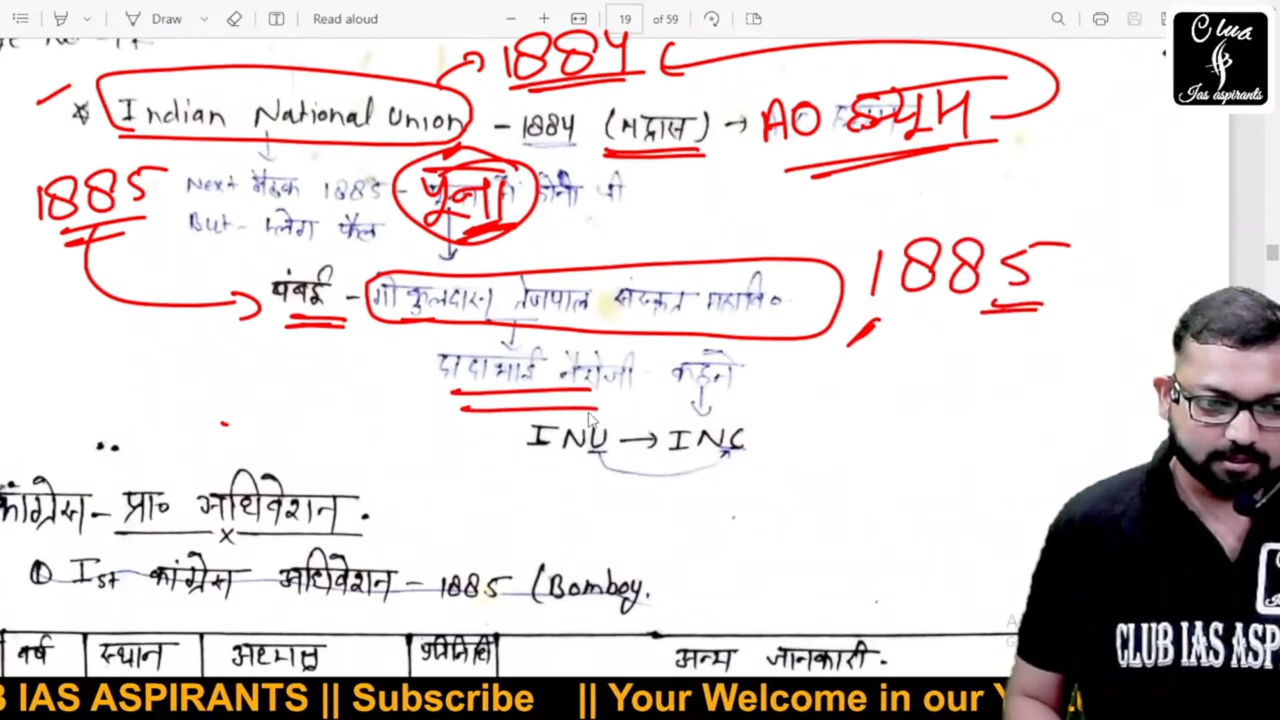 Draw
Read aloud
19 of 59
Club
Ias aspirants
1884
* Indian National Union - 1884 (मद्रास) → AO ह्यूम
1885 Next बैठक 1885 - पूना में होनी थी
But - प्लेग फैल
बंबई - गोकुलदास तेजपाल संस्कृत महावि० 1885
दादाभाई नौरोजी कहने
INU → INC
कांग्रेस - प्रा० अधिवेशन .
① Ist कांग्रेस अधिवेशन - 1885 (Bombay.
वर्ष स्थान अध्यक्ष प्रतिनिधि अन्य जानकारी .
CLUB IAS ASP
B IAS ASPIRANTS || Subscribe || Your Welcome in our Y